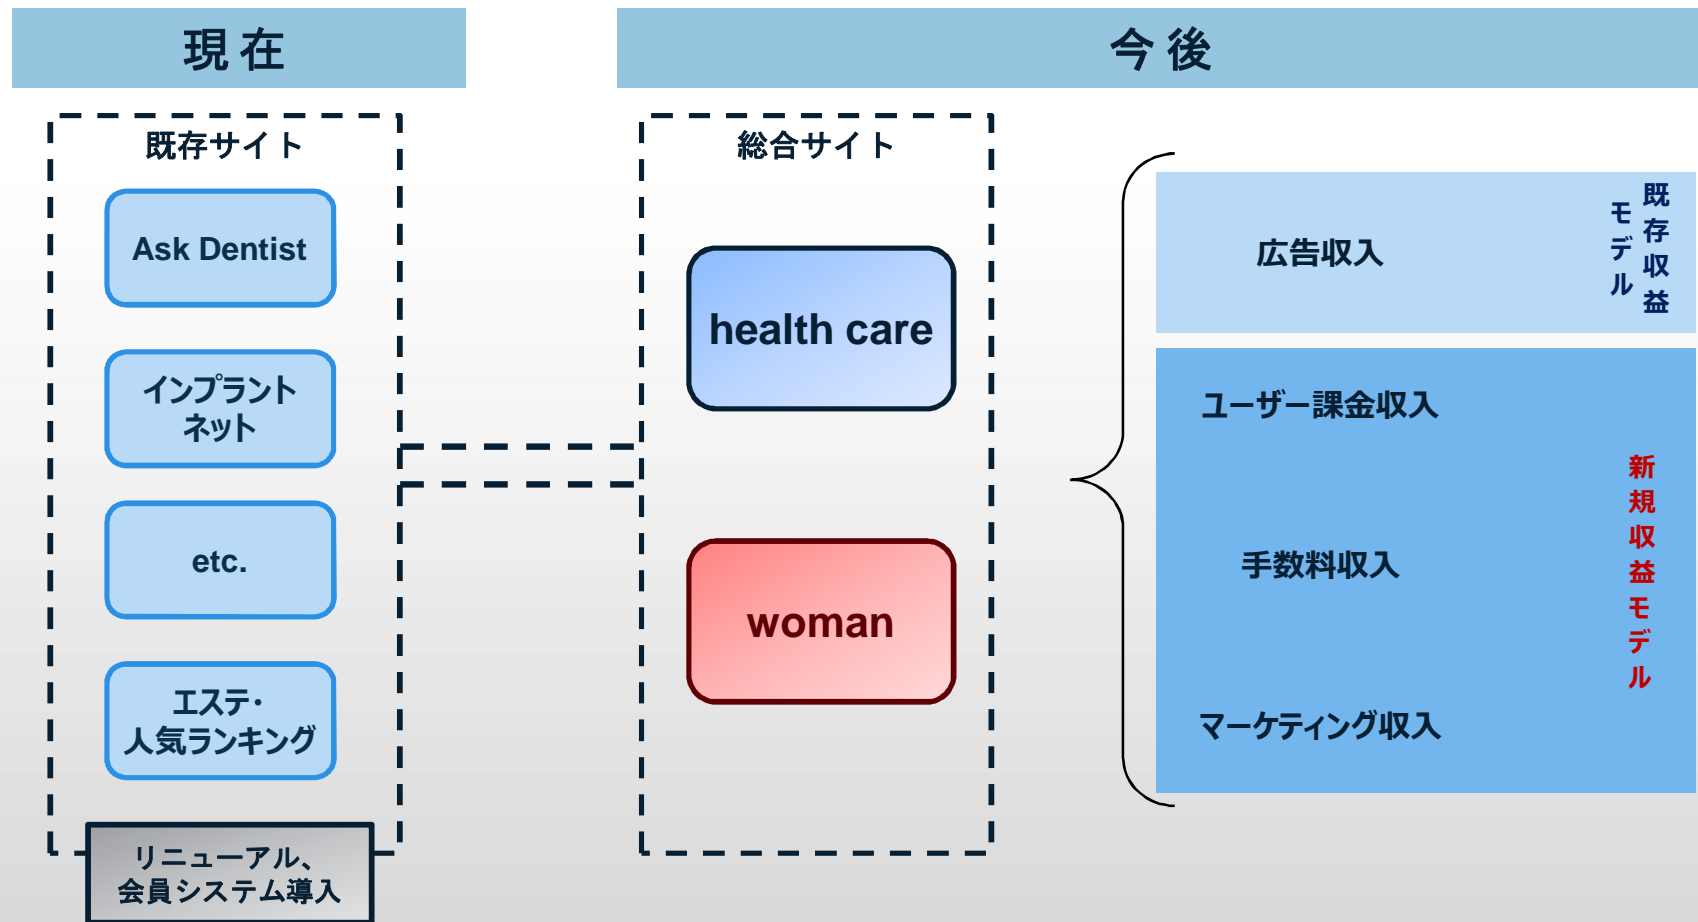 現在
今後
既存サイト
Ask Dentist
インプラント
ネット
etc.
エステ・
人気ランキング
リニューアル、
会員システム導入
総合サイト
health care
woman
広告収入
既存収益
モデル
ユーザー課金収入
手数料収入
マーケティング収入
新規収益モデル